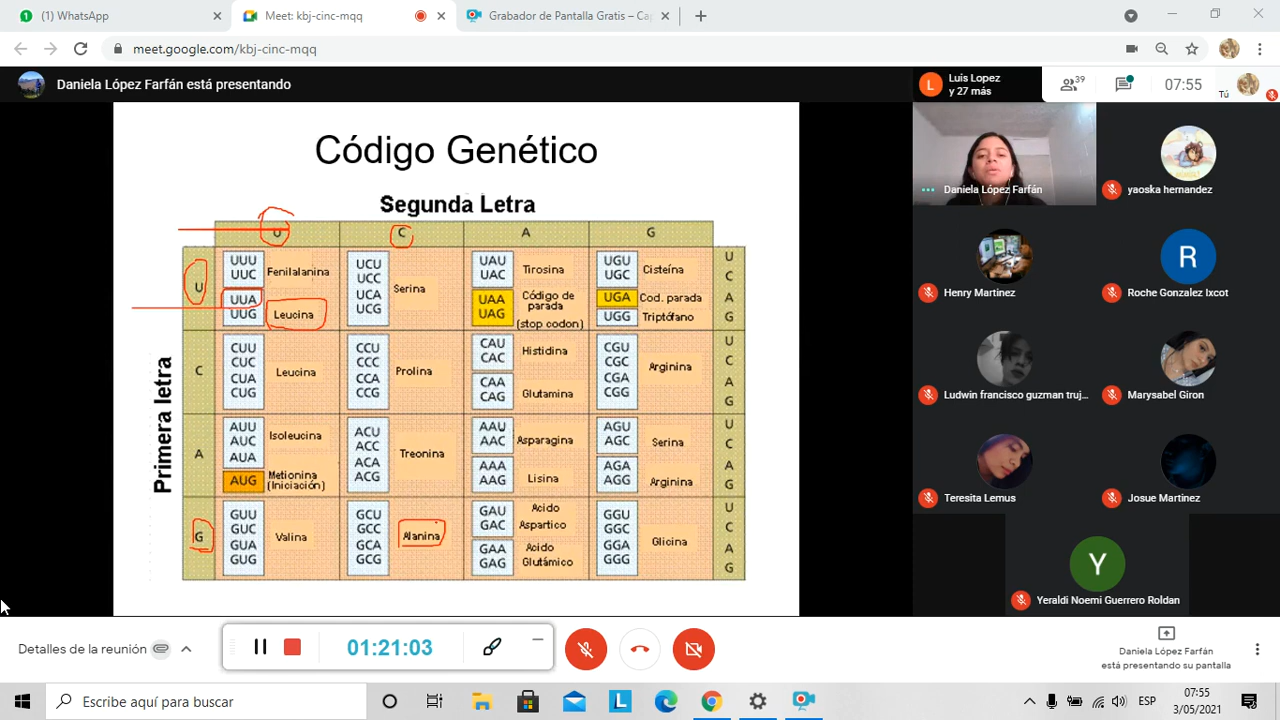 (1) WhatsApp
Meet: kbj-cinc-mqq
Grabador de Pantalla Gratis – Ca
meet.google.com/kbj-cinc-mqq
Daniela López Farfán está presentando
Luis Lopez
y 27 más
39
07:55
Tú
Código Genético
Segunda Letra
U C A G
Primera letra
U
UUU
UUC
Fenilalanina
UUA
UUG
Leucina
UCU
UCC
UCA
UCG
Serina
UAU
UAC
Tirosina
UAA
UAG
Código de
parada
(stop codon)
UGU
UGC
Cisteína
UGA
Cod. parada
UGG
Triptófano
U
C
A
G
C
CUU
CUC
CUA
CUG
Leucina
CCU
CCC
CCA
CCG
Prolina
CAU
CAC
Histidina
CAA
CAG
Glutamina
CGU
CGC
CGA
CGG
Arginina
U
C
A
G
A
AUU
AUC
AUA
Isoleucina
AUG
Metionina
(Iniciación)
ACU
ACC
ACA
ACG
Treonina
AAU
AAC
Asparagina
AAA
AAG
Lisina
AGU
AGC
Serina
AGA
AGG
Arginina
U
C
A
G
G
GUU
GUC
GUA
GUG
Valina
GCU
GCC
GCA
GCG
Alanina
GAU
GAC
Acido
Aspartico
GAA
GAG
Acido
Glutámico
GGU
GGC
GGA
GGG
Glicina
U
C
A
G
Daniela López Farfán
yaoska hernandez
Henry Martinez
R
Roche Gonzalez Ixcot
Ludwin francisco guzman truj...
Marysabel Giron
Teresita Lemus
Josue Martinez
Y
Yeraldi Noemi Guerrero Roldan
Detalles de la reunión
01:21:03
Daniela López Farfán
está presentando su pantalla
Escribe aquí para buscar
ESP
07:55
3/05/2021